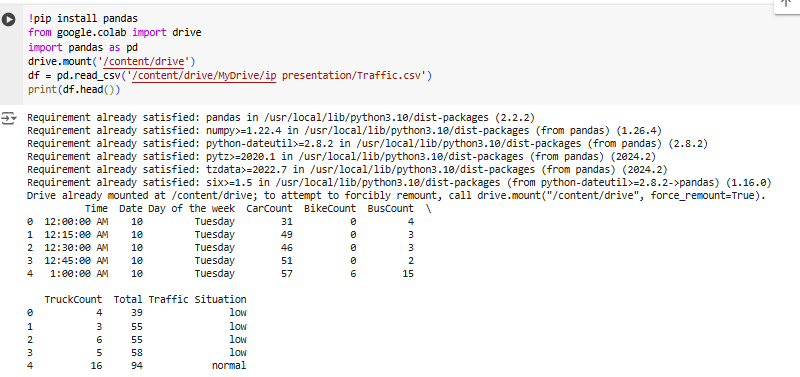 !pip install pandas
from google.colab import drive
import pandas as pd
drive.mount('/content/drive')
df = pd.read_csv('/content/drive/MyDrive/ip presentation/Traffic.csv')
print(df.head())
Requirement already satisfied: pandas in /usr/local/lib/python3.10/dist-packages (2.2.2)
Requirement already satisfied: numpy>=1.22.4 in /usr/local/lib/python3.10/dist-packages (from pandas) (1.26.4)
Requirement already satisfied: python-dateutil>=2.8.2 in /usr/local/lib/python3.10/dist-packages (from pandas) (2.8.2)
Requirement already satisfied: pytz>=2020.1 in /usr/local/lib/python3.10/dist-packages (from pandas) (2024.2)
Requirement already satisfied: tzdata>=2022.7 in /usr/local/lib/python3.10/dist-packages (from pandas) (2024.2)
Requirement already satisfied: six>=1.5 in /usr/local/lib/python3.10/dist-packages (from python-dateutil>=2.8.2->pandas) (1.16.0)
Drive already mounted at /content/drive; to attempt to forcibly remount, call drive.mount("/content/drive", force_remount=True).
Time Date Day of the week CarCount BikeCount BusCount \
0 12:00:00 AM 10 Tuesday 31 0 4
1 12:15:00 AM 10 Tuesday 49 0 3
2 12:30:00 AM 10 Tuesday 46 0 3
3 12:45:00 AM 10 Tuesday 51 0 2
4 1:00:00 AM 10 Tuesday 57 6 15
TruckCount Total Traffic Situation
0 4 39 low
1 3 55 low
2 6 55 low
3 5 58 low
4 16 94 normal